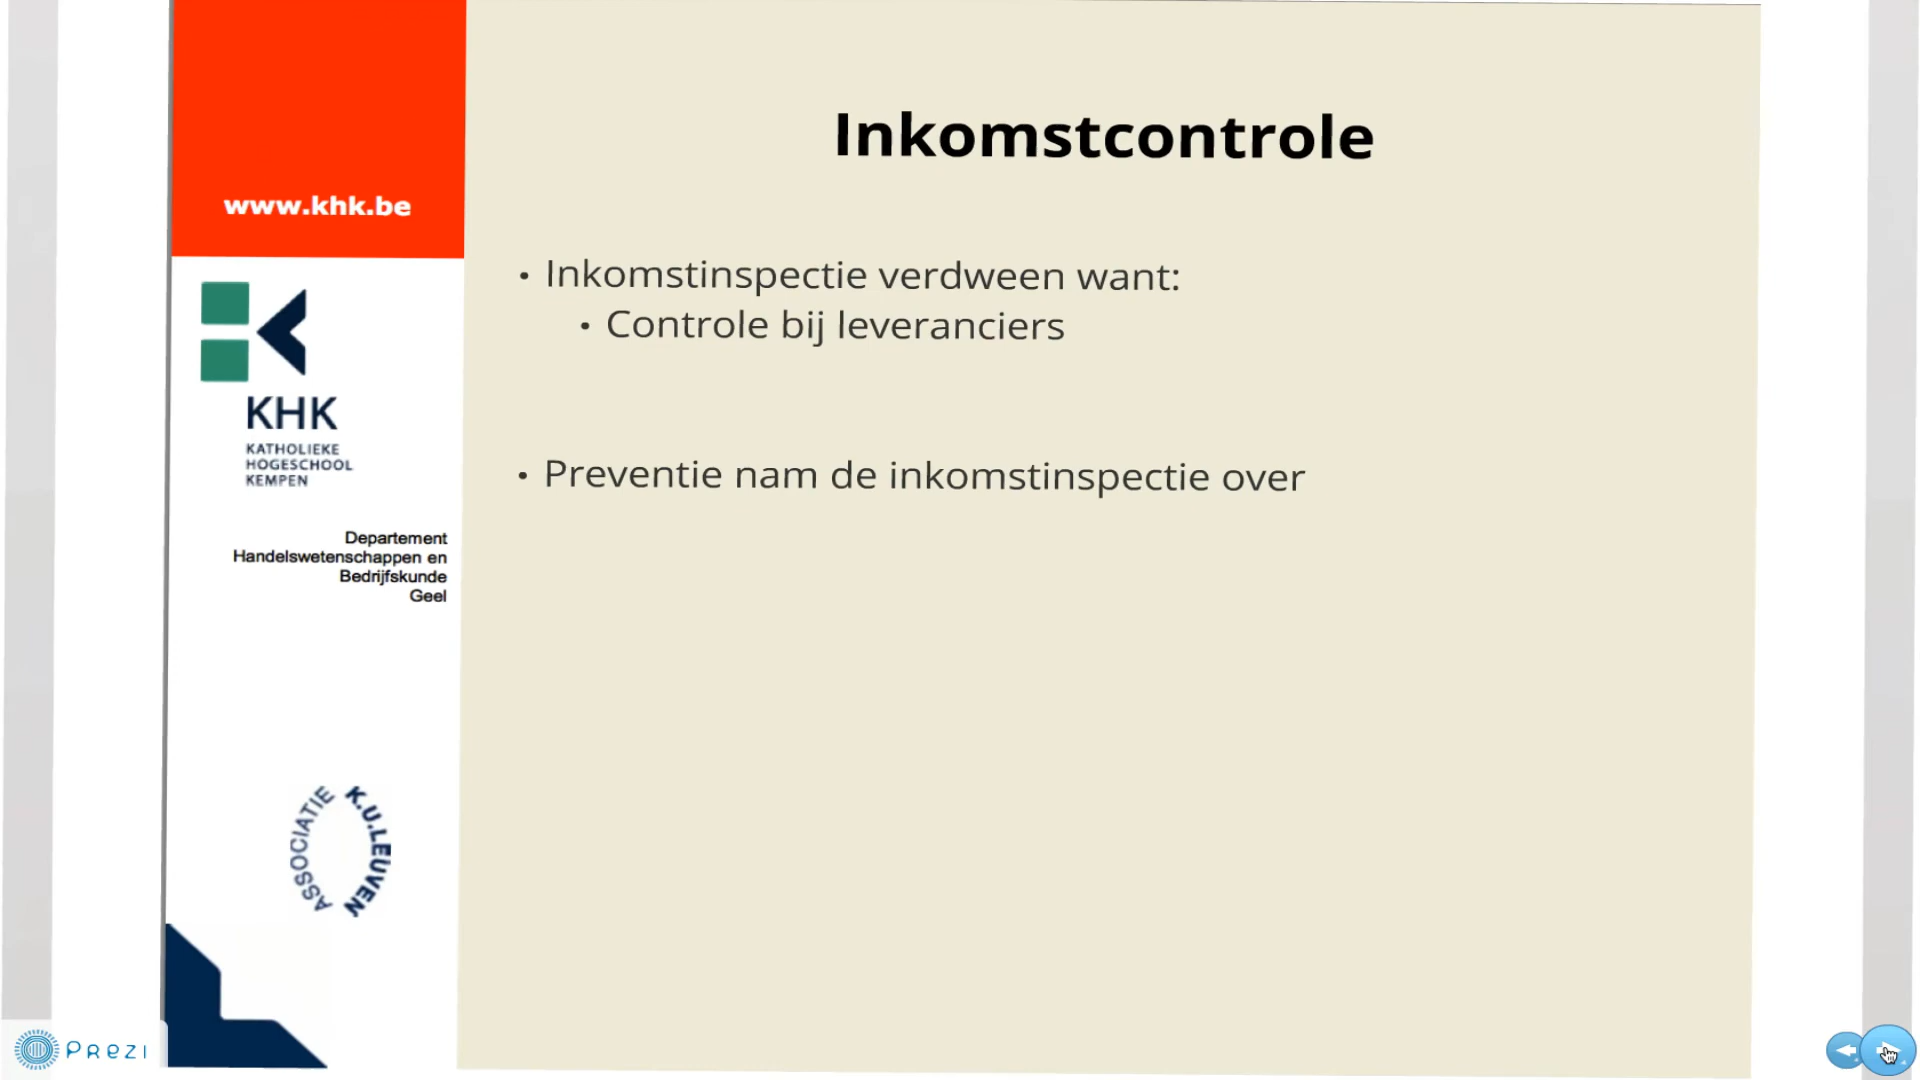 Inkomstcontrole
www.khk.be
• Inkomstinspectie verdween want:
• Controle bij leveranciers
• Preventie nam de inkomstinspectie over
KHK
KATHOLIEKE
HOGESCHOOL
KEMPEN
Departement
Handelswetenschappen en
Bedrijfskunde
Geel
ASSOCIATIE
K.U.LEUVEN
Prezi